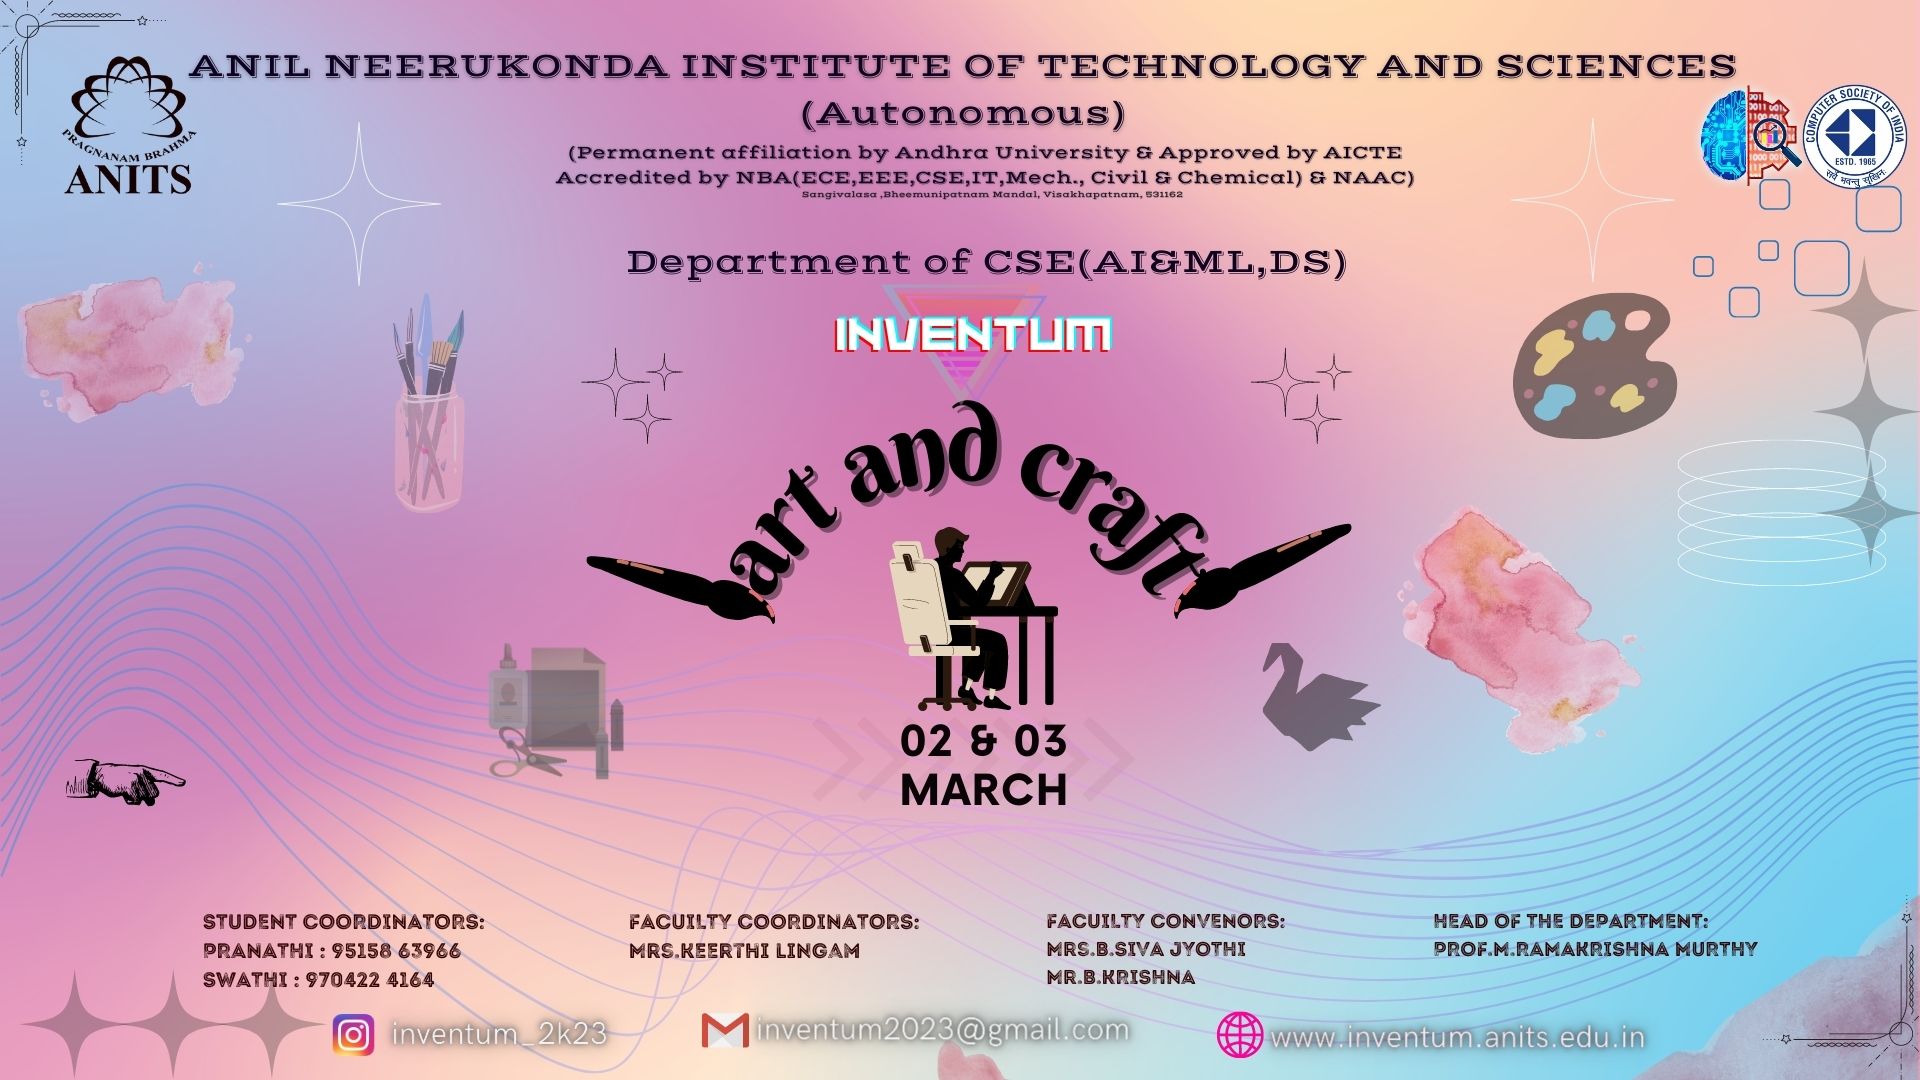 ANIL NEERUKONDA INSTITUTE OF TECHNOLOGY AND SCIENCES
(Autonomous)
(Permanent affiliation by Andhra University & Approved by AICTE
Accredited by NBA(ECE,EEE,CSE,IT,Mech., Civil & Chemical) & NAAC)
Sangivalasa ,Bheemunipatnam Mandal, Visakhapatnam, 531162
PRAGNANAM BRAHMA
ANITS
COMPUTER SOCIETY OF INDIA
ESTD. 1965
सर्वे भवन्तु सुखिनः
Department of CSE(AI&ML,DS)
INVENTUM
art and craft
02 & 03
MARCH
STUDENT COORDINATORS:
PRANATHI : 95158 63966
SWATHI : 970422 4164
FACUILTY COORDINATORS:
MRS.KEERTHI LINGAM
FACUILTY CONVENORS:
MRS.B.SIVA JYOTHI
MR.B.KRISHNA
HEAD OF THE DEPARTMENT:
PROF.M.RAMAKRISHNA MURTHY
inventum_2k23
inventum2023@gmail.com
www.inventum.anits.edu.in